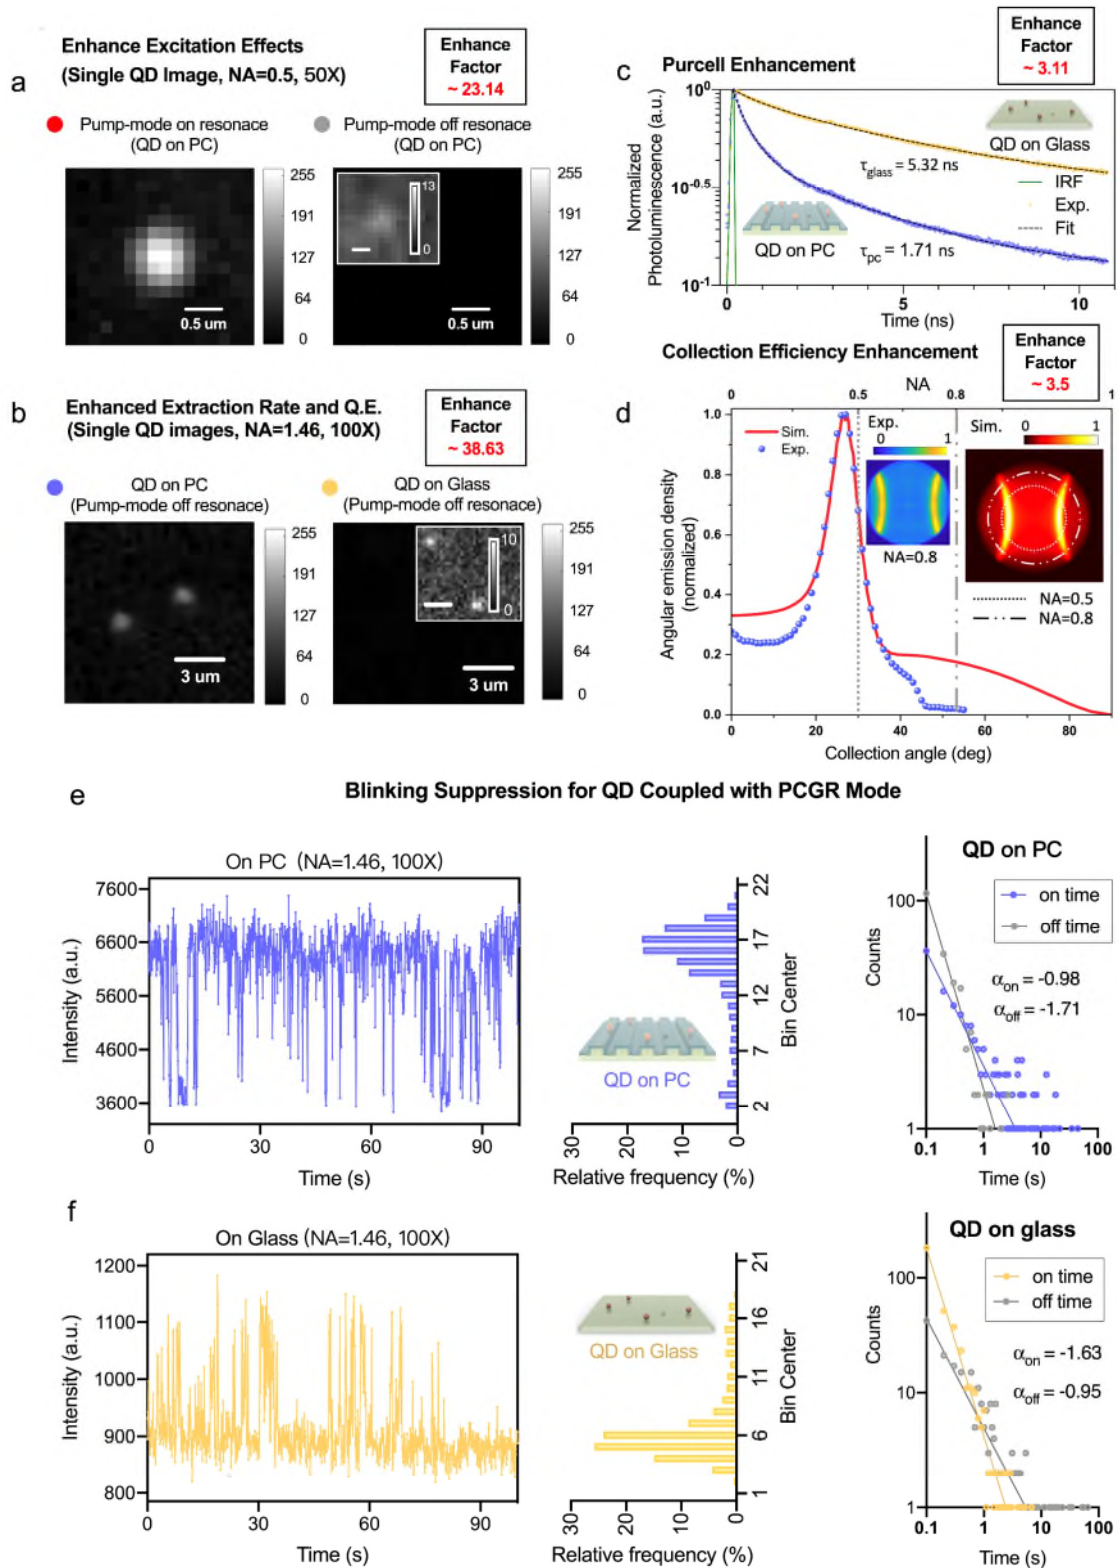 a
Enhance Excitation Effects
(Single QD Image, NA=0.5, 50X)
Enhance
Factor
~ 23.14
Pump-mode on resonace
(QD on PC)
Pump-mode off resonace
(QD on PC)
255
191
127
64
0
0.5 um
13
0
0.5 um
255
191
127
64
0
b
Enhanced Extraction Rate and Q.E.
(Single QD images, NA=1.46, 100X)
Enhance
Factor
~ 38.63
QD on PC
(Pump-mode off resonace)
QD on Glass
(Pump-mode off resonace)
255
191
127
64
0
3 um
10
0
3 um
255
191
127
64
0
c
Purcell Enhancement
Enhance
Factor
~ 3.11
Normalized
Photoluminescence (a.u.)
10^0
10^-0.5
10^-1
QD on Glass
τglass = 5.32 ns
IRF
Exp.
Fit
QD on PC
τpc = 1.71 ns
0
5
10
Time (ns)
Collection Efficiency Enhancement
Enhance
Factor
~ 3.5
d
NA
0
0.5
0.8
1
Angular emission density
(normalized)
1.0
0.8
0.6
0.4
0.2
0.0
Sim.
Exp.
Exp.
0
1
NA=0.8
Sim.
0
1
NA=0.5
NA=0.8
0
20
40
60
80
Collection angle (deg)
e
Blinking Suppression for QD Coupled with PCGR Mode
On PC (NA=1.46, 100X)
Intensity (a.u.)
7600
6600
5600
4600
3600
0
30
60
90
Time (s)
QD on PC
22
17
12
7
2
Bin Center
30
20
10
0
Relative frequency (%)
QD on PC
Counts
100
10
1
on time
off time
αon = -0.98
αoff = -1.71
0.1
1
10
100
Time (s)
f
On Glass (NA=1.46, 100X)
Intensity (a.u.)
1200
1100
1000
900
800
0
30
60
90
Time (s)
QD on Glass
21
16
11
6
1
Bin Center
30
20
10
0
Relative frequency (%)
QD on glass
Counts
100
10
1
on time
off time
αon = -1.63
αoff = -0.95
0.1
1
10
100
Time (s)